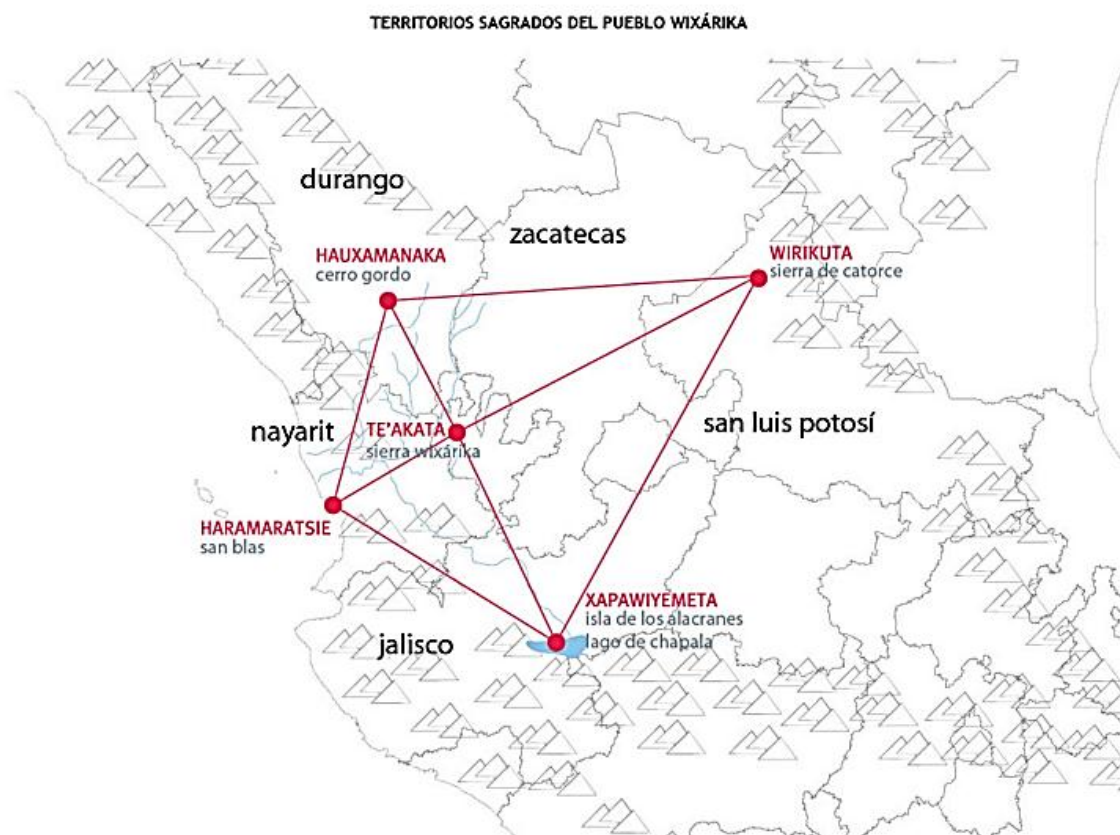 TERRITORIOS SAGRADOS DEL PUEBLO WIXÁRIKA
durango
zacatecas
HAUXAMANAKA
cerro gordo
WIRIKUTA
sierra de catorce
nayarit
TE'AKATA
sierra wixárika
san luis potosí
HARAMARATSIE
san blas
XAPAWIYEMETA
isla de los alacranes
lago de chapala
jalisco